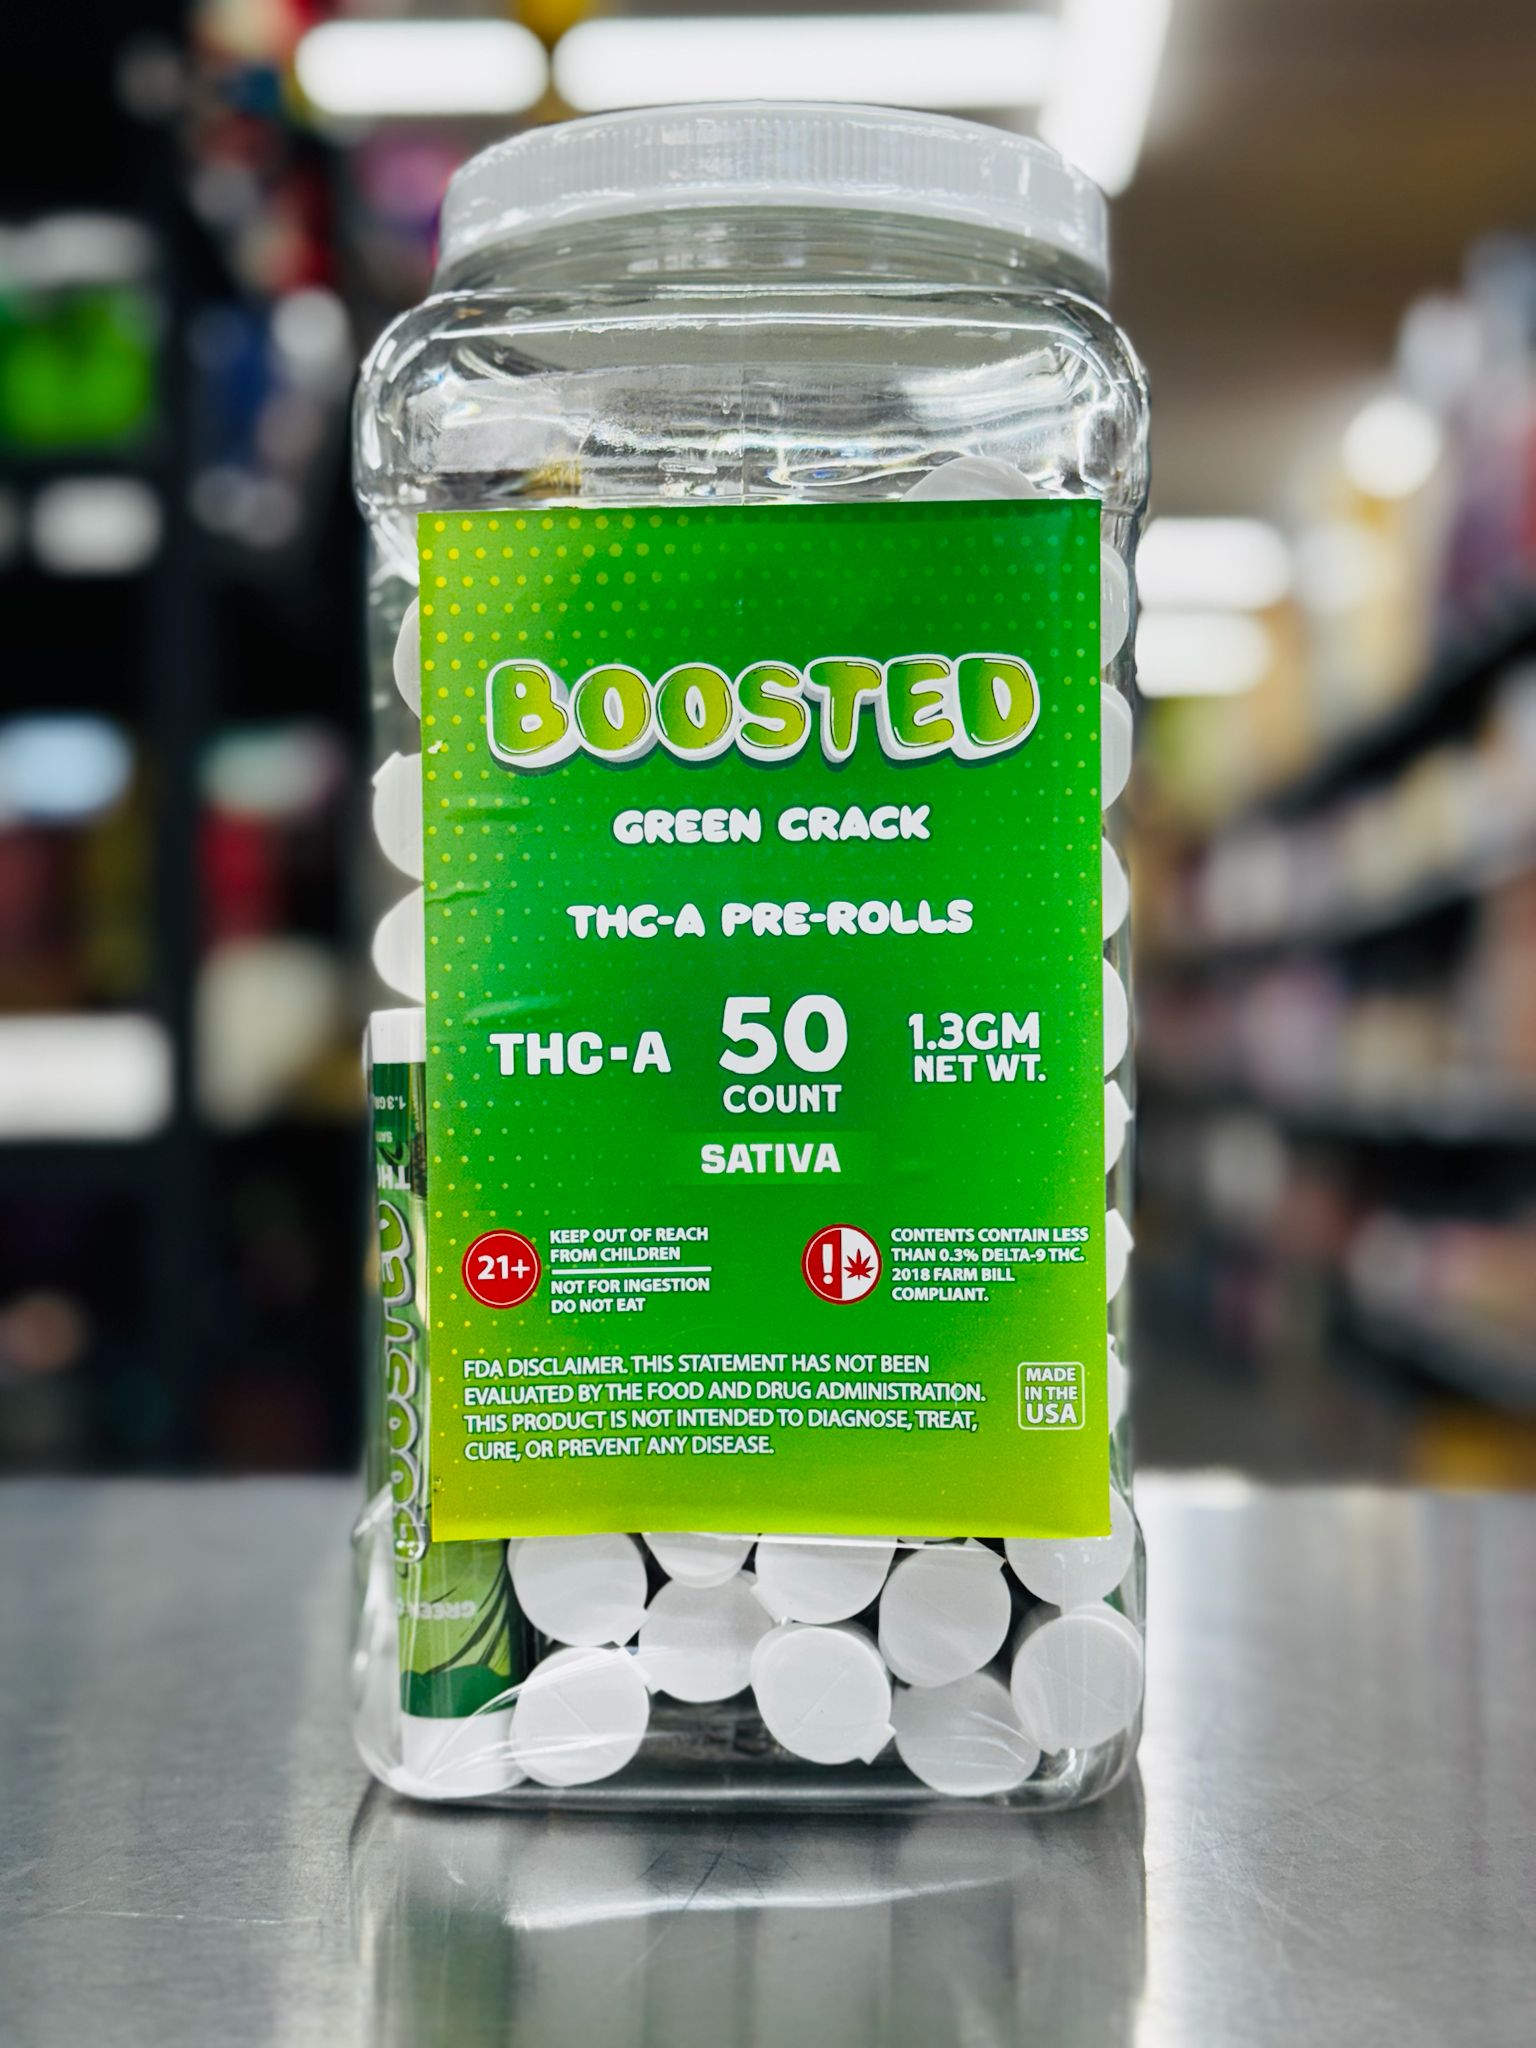 BOOSTED
GREEN CRACK
THC-A PRE-ROLLS
THC-A
50
COUNT
1.3GM
NET WT.
SATIVA
21+
KEEP OUT OF REACH
FROM CHILDREN
NOT FOR INGESTION
DO NOT EAT
!
CONTENTS CONTAIN LESS
THAN 0.3% DELTA-9 THC.
2018 FARM BILL
COMPLIANT.
FDA DISCLAIMER. THIS STATEMENT HAS NOT BEEN
EVALUATED BY THE FOOD AND DRUG ADMINISTRATION.
THIS PRODUCT IS NOT INTENDED TO DIAGNOSE, TREAT,
CURE, OR PREVENT ANY DISEASE.
MADE
IN THE
USA
BOOSTED
GREEN